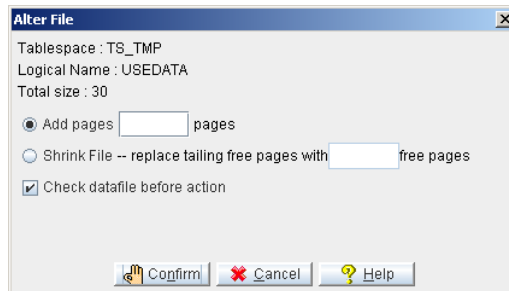 Alter File
Tablespace : TS_TMP
Logical Name : USEDATA
Total size : 30
Add pages pages
Shrink File -- replace tailing free pages with free pages
Check datafile before action
Confirm Cancel Help